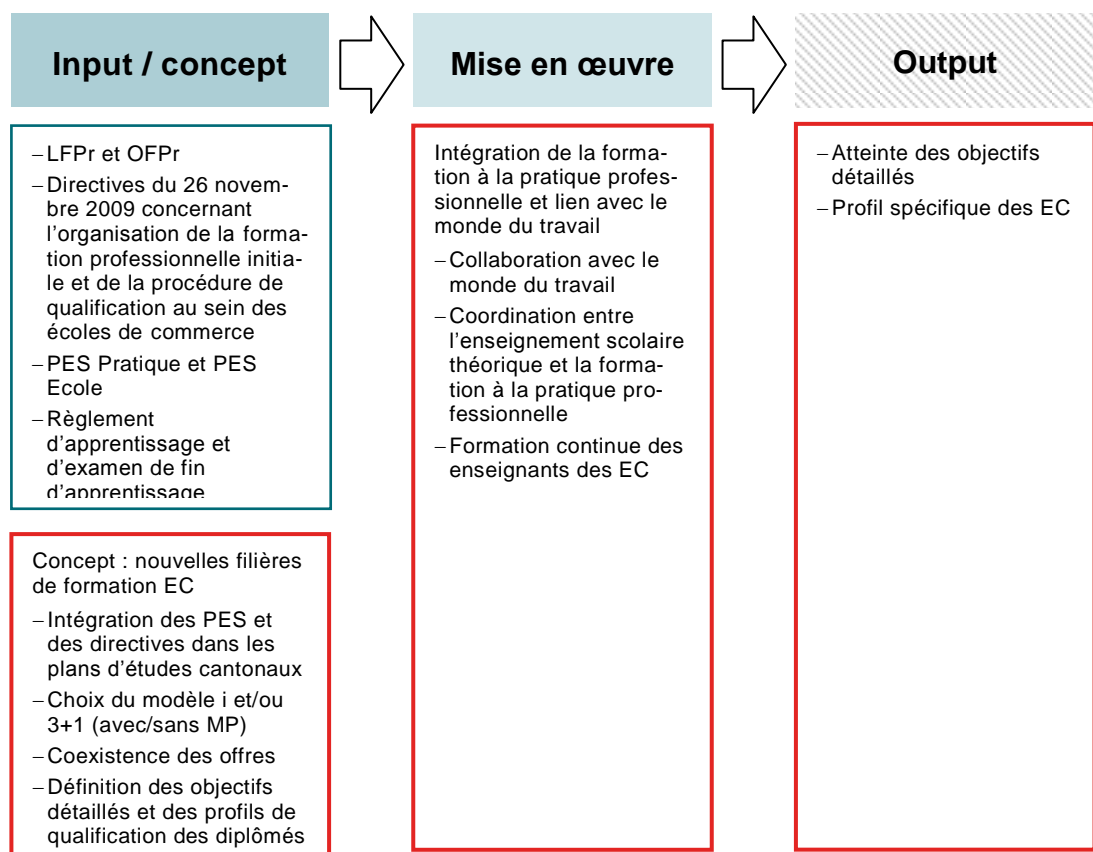 Input / concept
Mise en œuvre
Output
– LFPr et OFPr
– Directives du 26 novem-
bre 2009 concernant
l'organisation de la forma-
tion professionnelle initia-
le et de la procédure de
qualification au sein des
écoles de commerce
– PES Pratique et PES
Ecole
– Règlement
d'apprentissage et
d'examen de fin
d'apprentissage
Concept : nouvelles filières
de formation EC
– Intégration des PES et
des directives dans les
plans d'études cantonaux
– Choix du modèle i et/ou
3+1 (avec/sans MP)
– Coexistence des offres
– Définition des objectifs
détaillés et des profils de
qualification des diplômés
Intégration de la forma-
tion à la pratique profes-
sionnelle et lien avec le
monde du travail
– Collaboration avec le
monde du travail
– Coordination entre
l'enseignement scolaire
théorique et la forma-
tion à la pratique pro-
fessionnelle
– Formation continue des
enseignants des EC
– Atteinte des objectifs
détaillés
– Profil spécifique des EC